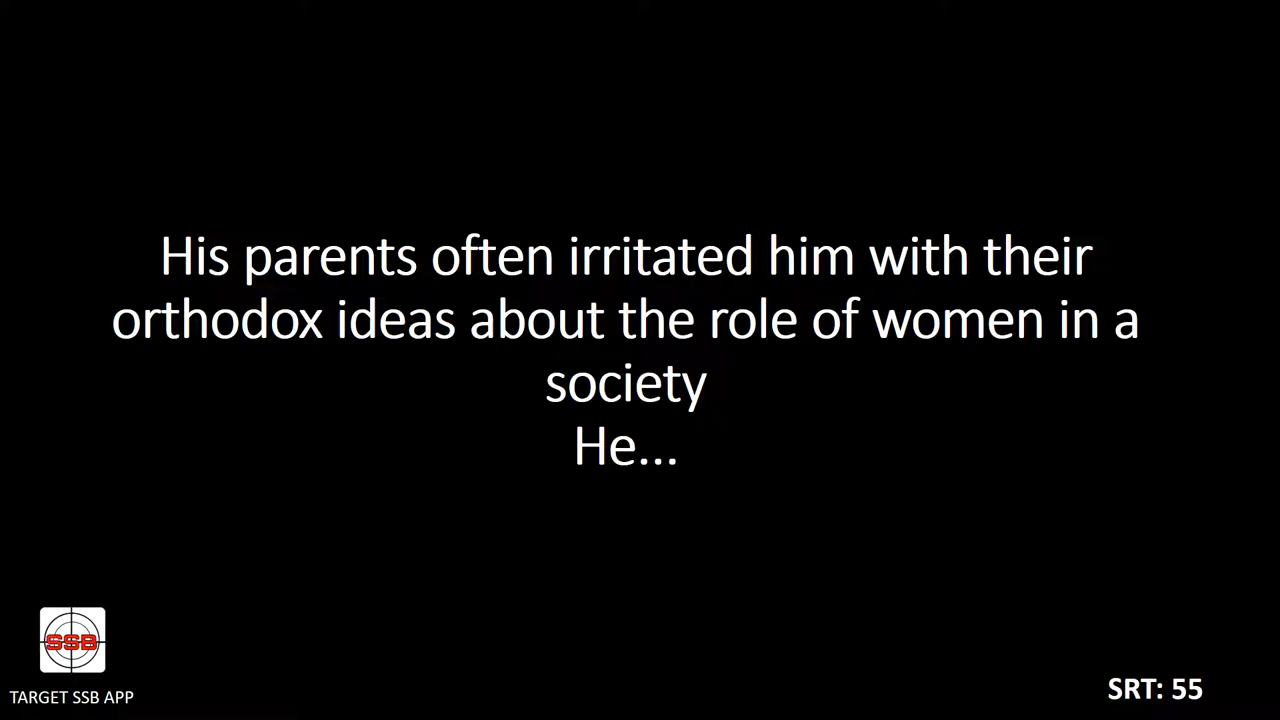 His parents often irritated him with their
orthodox ideas about the role of women in a
society
He...
SSB
TARGET SSB APP
SRT: 55